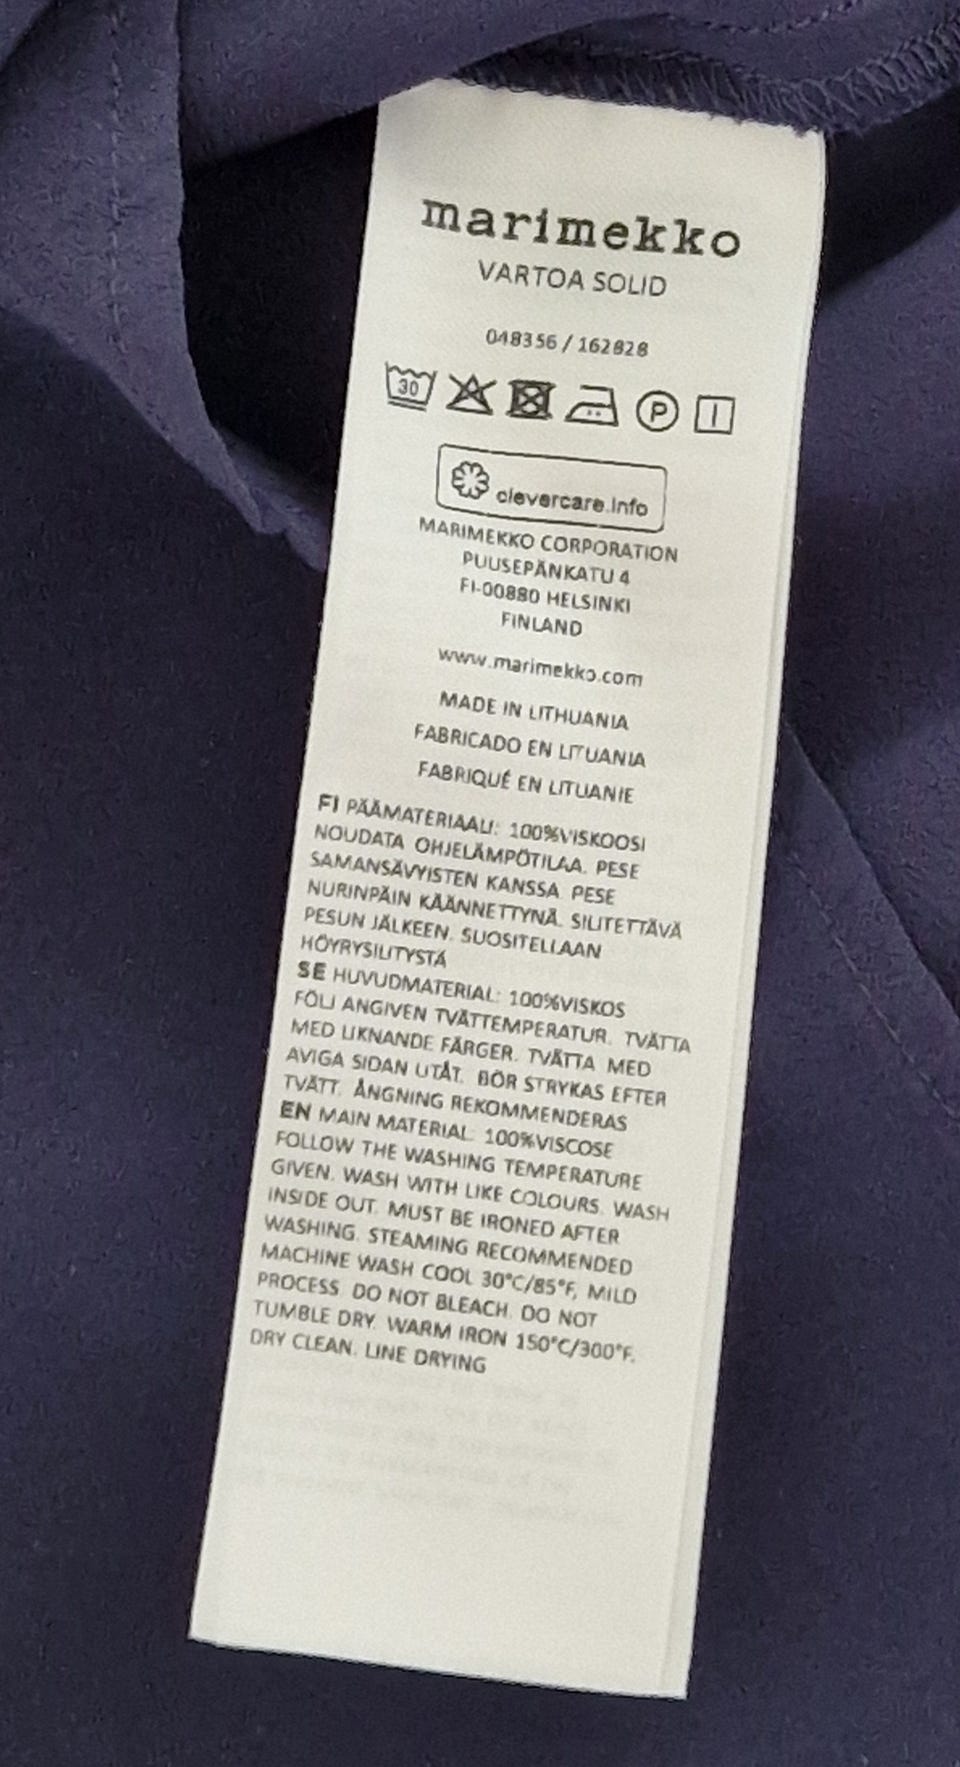 marimekko
VARTOA SOLID
048356 / 162828
30 P
clevercare.info
MARIMEKKO CORPORATION
PUUSEPÄNKATU 4
FI-00880 HELSINKI
FINLAND
www.marimekko.com
MADE IN LITHUANIA
FABRICADO EN LITUANIA
FABRIQUÉ EN LITUANIE
FI PÄÄMATERIAALI: 100%VISKOOSI
NOUDATA OHJELÄMPÖTILAA. PESE
SAMANSÄVYISTEN KANSSA. PESE
NURINPÄIN KÄÄNNETTYNÄ. SILITETTÄVÄ
PESUN JÄLKEEN. SUOSITELLAAN
HÖYRYSILITYSTÄ
SE HUVUDMATERIAL: 100%VISKOS
FÖLJ ANGIVEN TVÄTTEMPERATUR. TVÄTTA
MED LIKNANDE FÄRGER. TVÄTTA MED
AVIGA SIDAN UTÅT. BÖR STRYKAS EFTER
TVÄTT. ÅNGNING REKOMMENDERAS
EN MAIN MATERIAL: 100%VISCOSE
FOLLOW THE WASHING TEMPERATURE
GIVEN. WASH WITH LIKE COLOURS. WASH
INSIDE OUT. MUST BE IRONED AFTER
WASHING. STEAMING RECOMMENDED
MACHINE WASH COOL 30°C/85°F, MILD
PROCESS. DO NOT BLEACH. DO NOT
TUMBLE DRY. WARM IRON 150°C/300°F.
DRY CLEAN. LINE DRYING